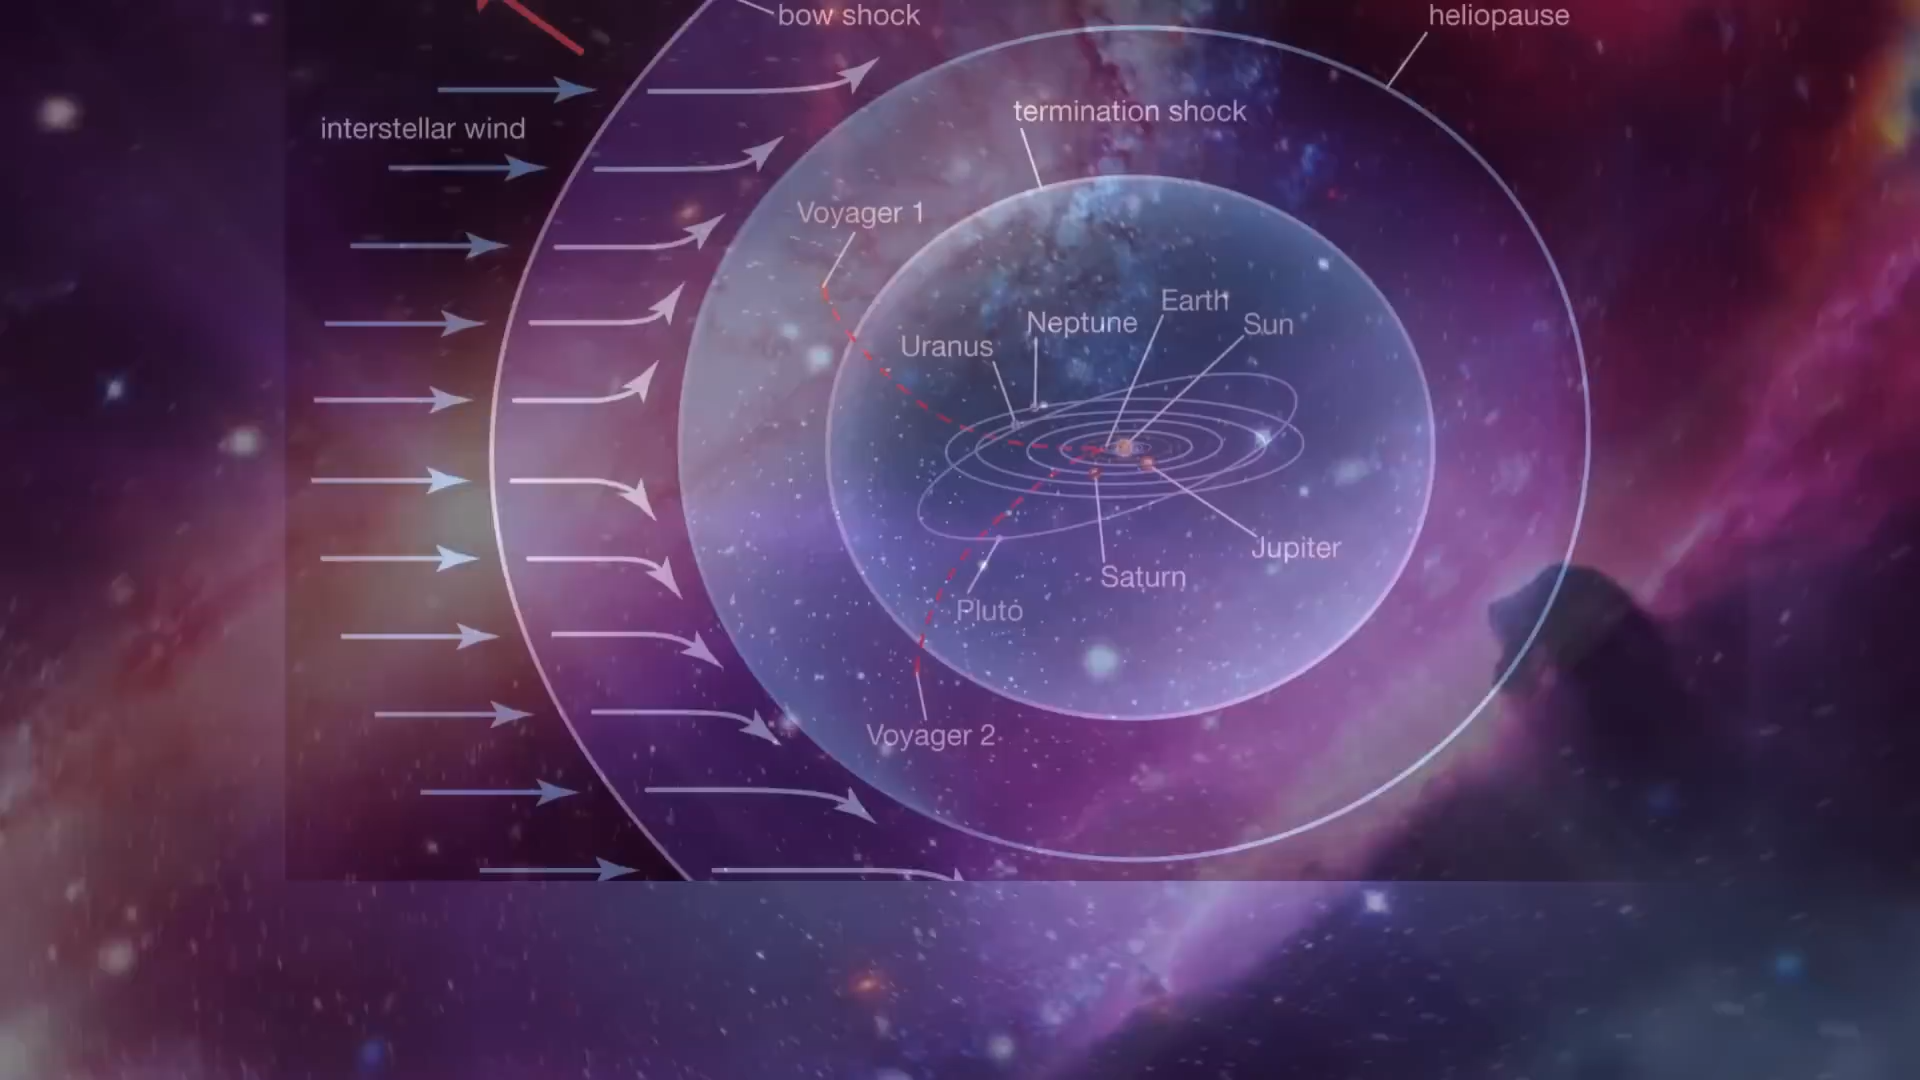 bow shock
heliopause
termination shock
interstellar wind
Voyager 1
Earth
Neptune
Sun
Uranus
Jupiter
Saturn
Pluto
Voyager 2